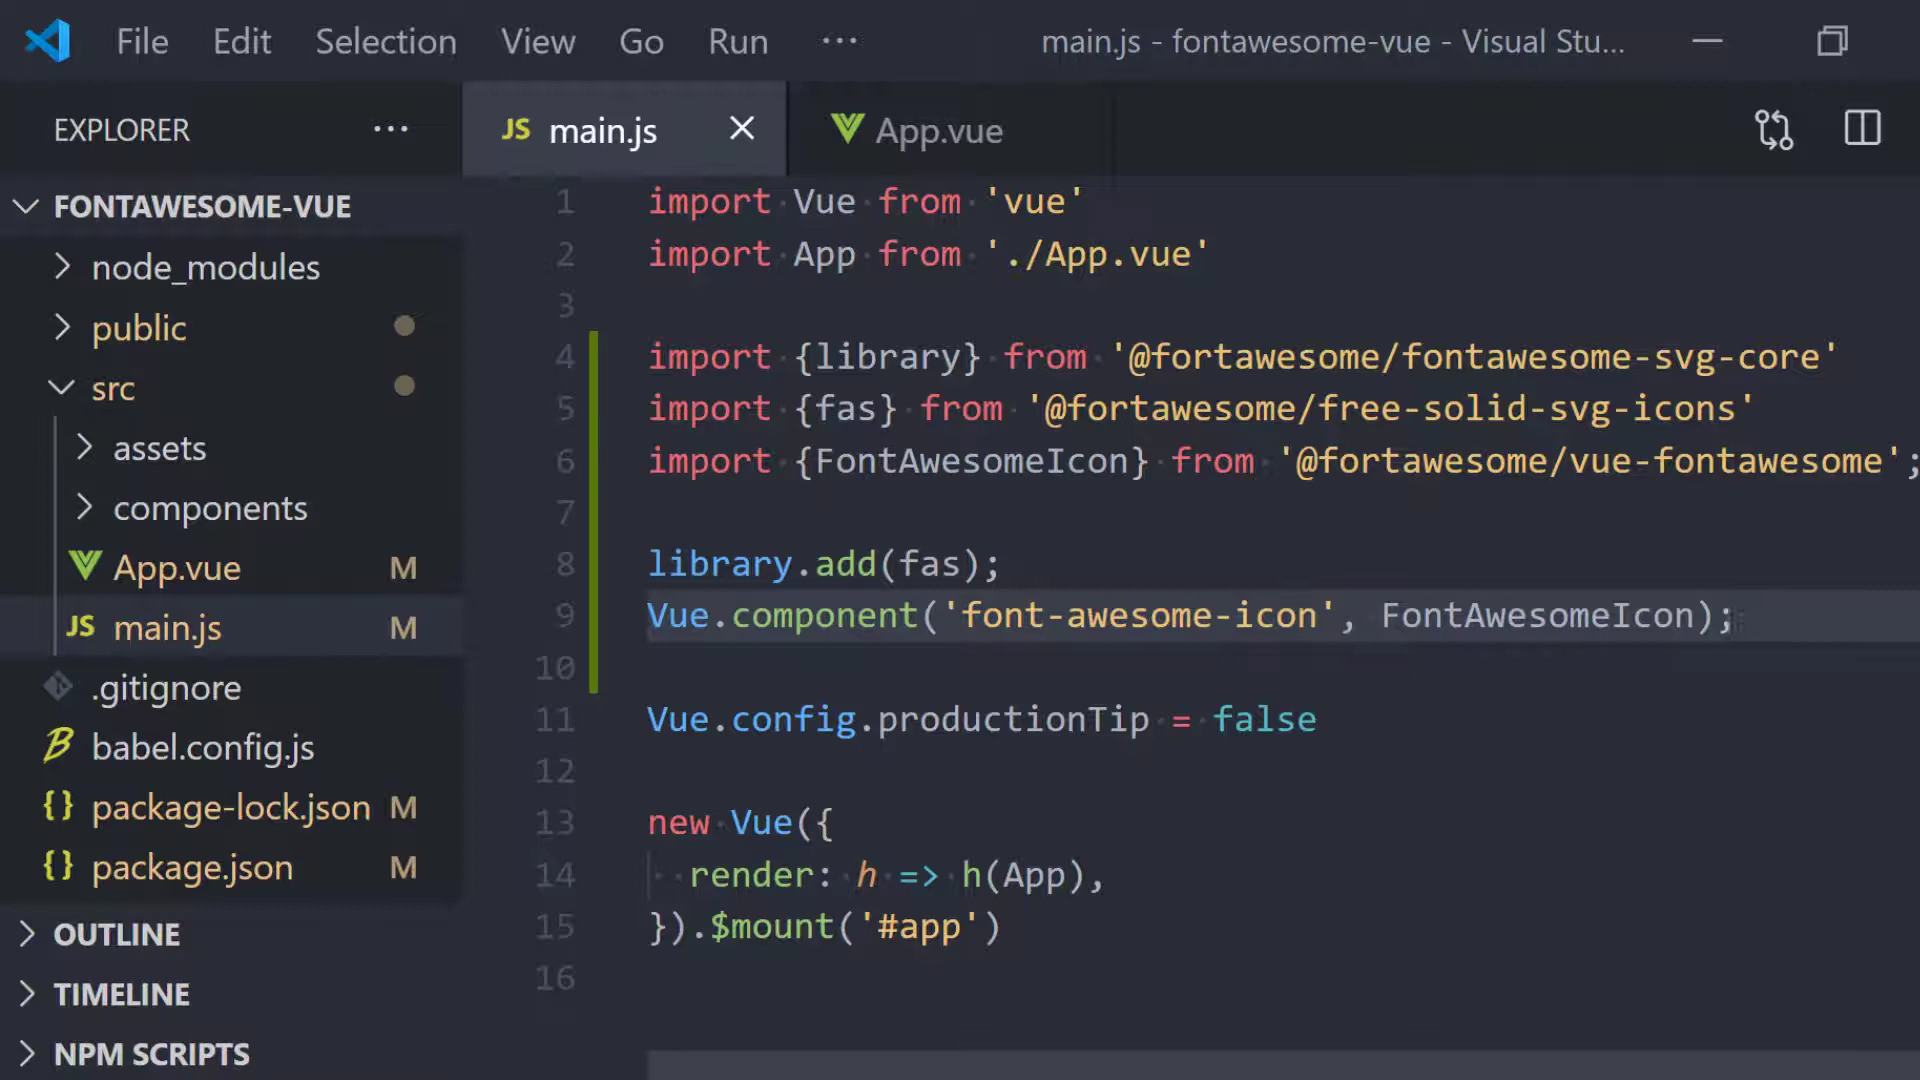 File Edit Selection View Go Run ··· main.js - fontawesome-vue - Visual Stu...
EXPLORER ···
JS main.js
App.vue
FONTAWESOME-VUE
node_modules
public
src
assets
components
App.vue M
JS main.js M
.gitignore
babel.config.js
{} package-lock.json M
{} package.json M
OUTLINE
TIMELINE
NPM SCRIPTS
1 import Vue from 'vue'
2 import App from './App.vue'
3
4 import {library} from '@fortawesome/fontawesome-svg-core'
5 import {fas} from '@fortawesome/free-solid-svg-icons'
6 import {FontAwesomeIcon} from '@fortawesome/vue-fontawesome';
7
8 library.add(fas);
9 Vue.component('font-awesome-icon', FontAwesomeIcon);
10
11 Vue.config.productionTip = false
12
13 new Vue({
14 render: h => h(App),
15 }).$mount('#app')
16